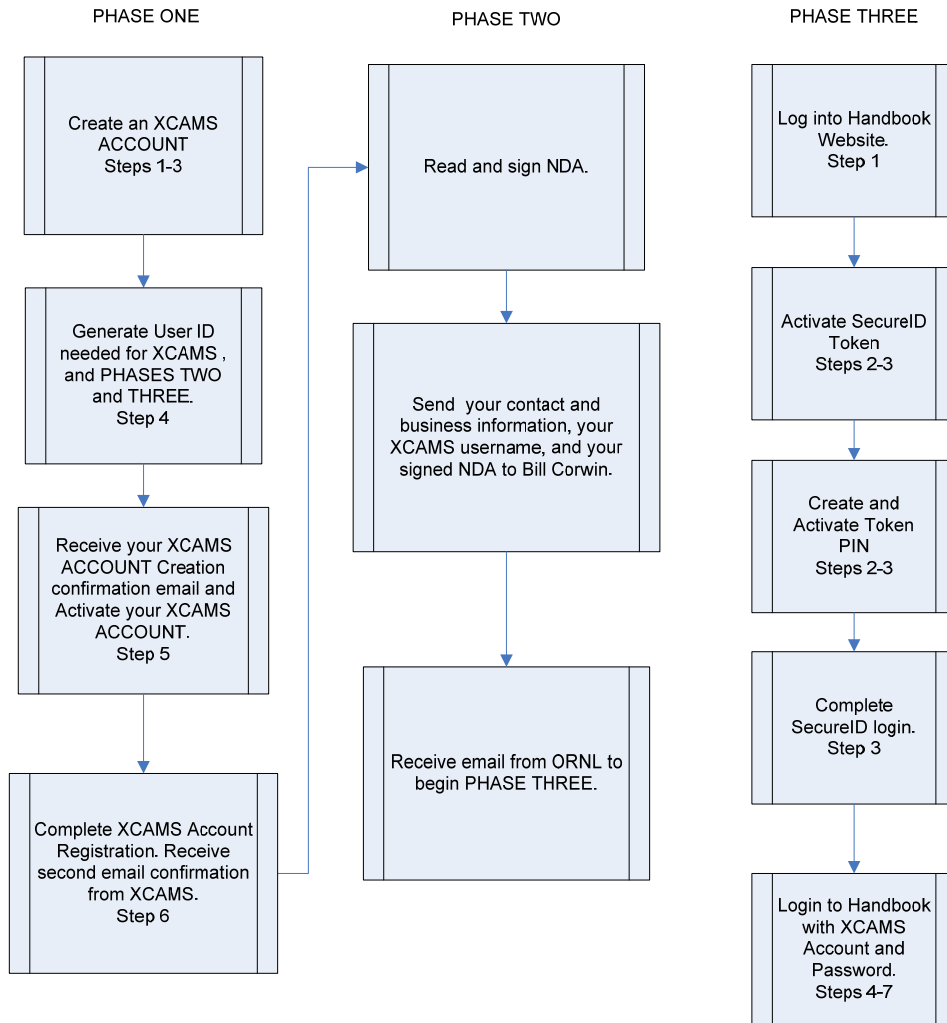 PHASE ONE
Create an XCAMS
ACCOUNT
Steps 1-3
Generate User ID
needed for XCAMS ,
and PHASES TWO
and THREE.
Step 4
Receive your XCAMS
ACCOUNT Creation
confirmation email and
Activate your XCAMS
ACCOUNT.
Step 5
Complete XCAMS Account
Registration. Receive
second email confirmation
from XCAMS.
Step 6
PHASE TWO
Read and sign NDA.
Send your contact and
business information, your
XCAMS username, and your
signed NDA to Bill Corwin.
Receive email from ORNL to
begin PHASE THREE.
PHASE THREE
Log into Handbook
Website.
Step 1
Activate SecureID
Token
Steps 2-3
Create and
Activate Token
PIN
Steps 2-3
Complete
SecureID login.
Step 3
Login to Handbook
with XCAMS
Account and
Password.
Steps 4-7